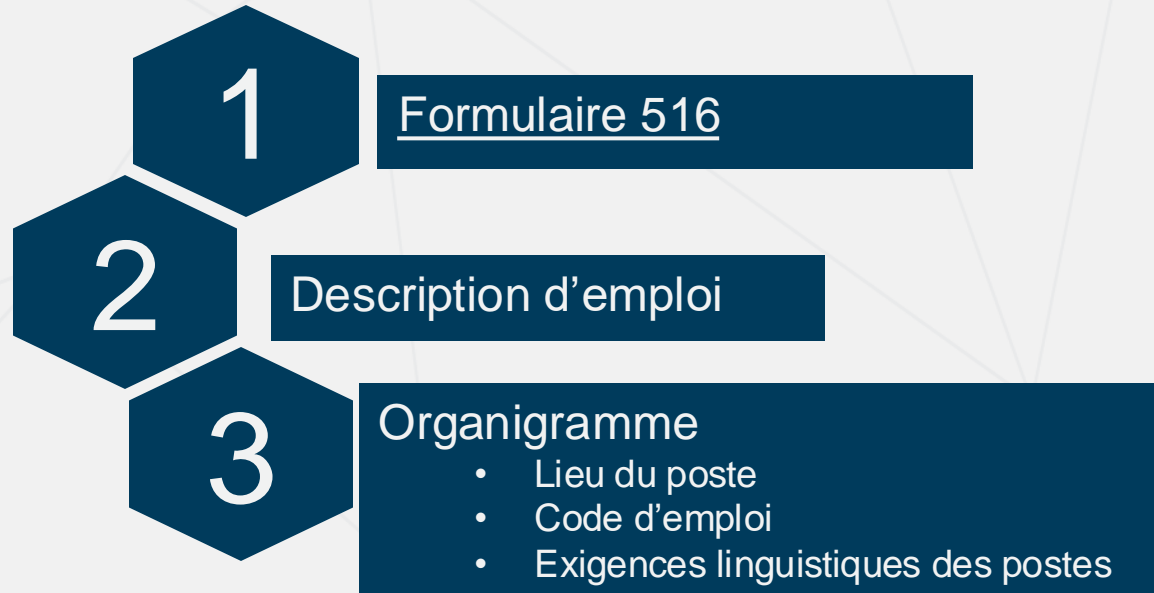 1
Formulaire 516
2
Description d’emploi
3
Organigramme
• Lieu du poste
• Code d’emploi
• Exigences linguistiques des postes